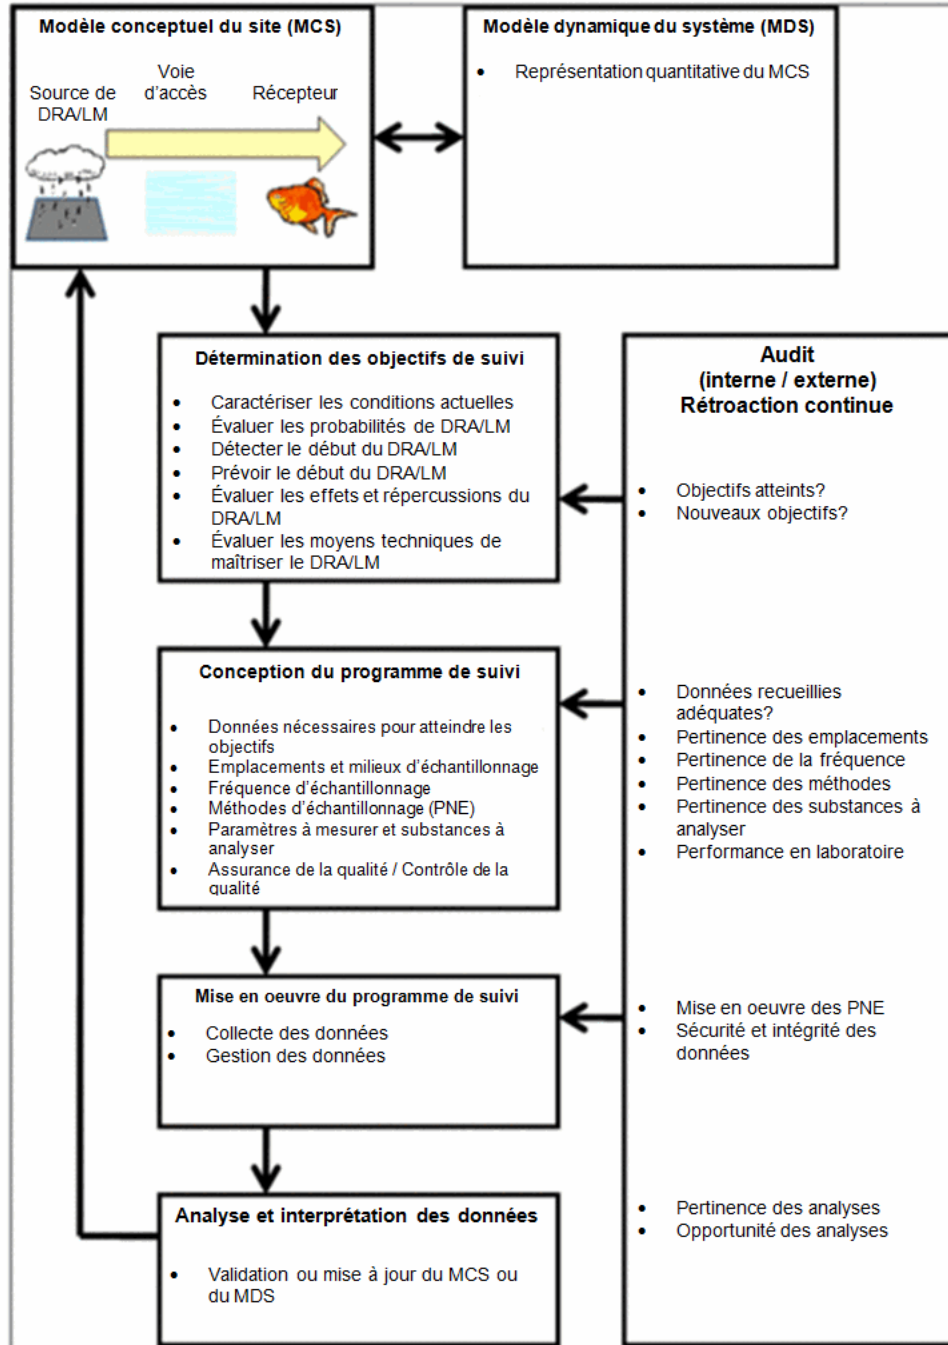 Modèle conceptuel du site (MCS)
Voie
d'accès
Source de
DRA/LM
Récepteur
Modèle dynamique du système (MDS)
• Représentation quantitative du MCS
Détermination des objectifs de suivi
• Caractériser les conditions actuelles
• Évaluer les probabilités de DRA/LM
• Détecter le début du DRA/LM
• Prévoir le début du DRA/LM
• Évaluer les effets et répercussions du
DRA/LM
• Évaluer les moyens techniques de
maîtriser le DRA/LM
Conception du programme de suivi
• Données nécessaires pour atteindre les
objectifs
• Emplacements et milieux d'échantillonnage
• Fréquence d'échantillonnage
• Méthodes d'échantillonnage (PNE)
• Paramètres à mesurer et substances à
analyser
• Assurance de la qualité / Contrôle de la
qualité
Mise en oeuvre du programme de suivi
• Collecte des données
• Gestion des données
Analyse et interprétation des données
• Validation ou mise à jour du MCS ou
du MDS
Audit
(interne / externe)
Rétroaction continue
• Objectifs atteints?
• Nouveaux objectifs?
• Données recueillies
adéquates?
• Pertinence des emplacements
• Pertinence de la fréquence
• Pertinence des méthodes
• Pertinence des substances à
analyser
• Performance en laboratoire
• Mise en oeuvre des PNE
• Sécurité et intégrité des
données
• Pertinence des analyses
• Opportunité des analyses